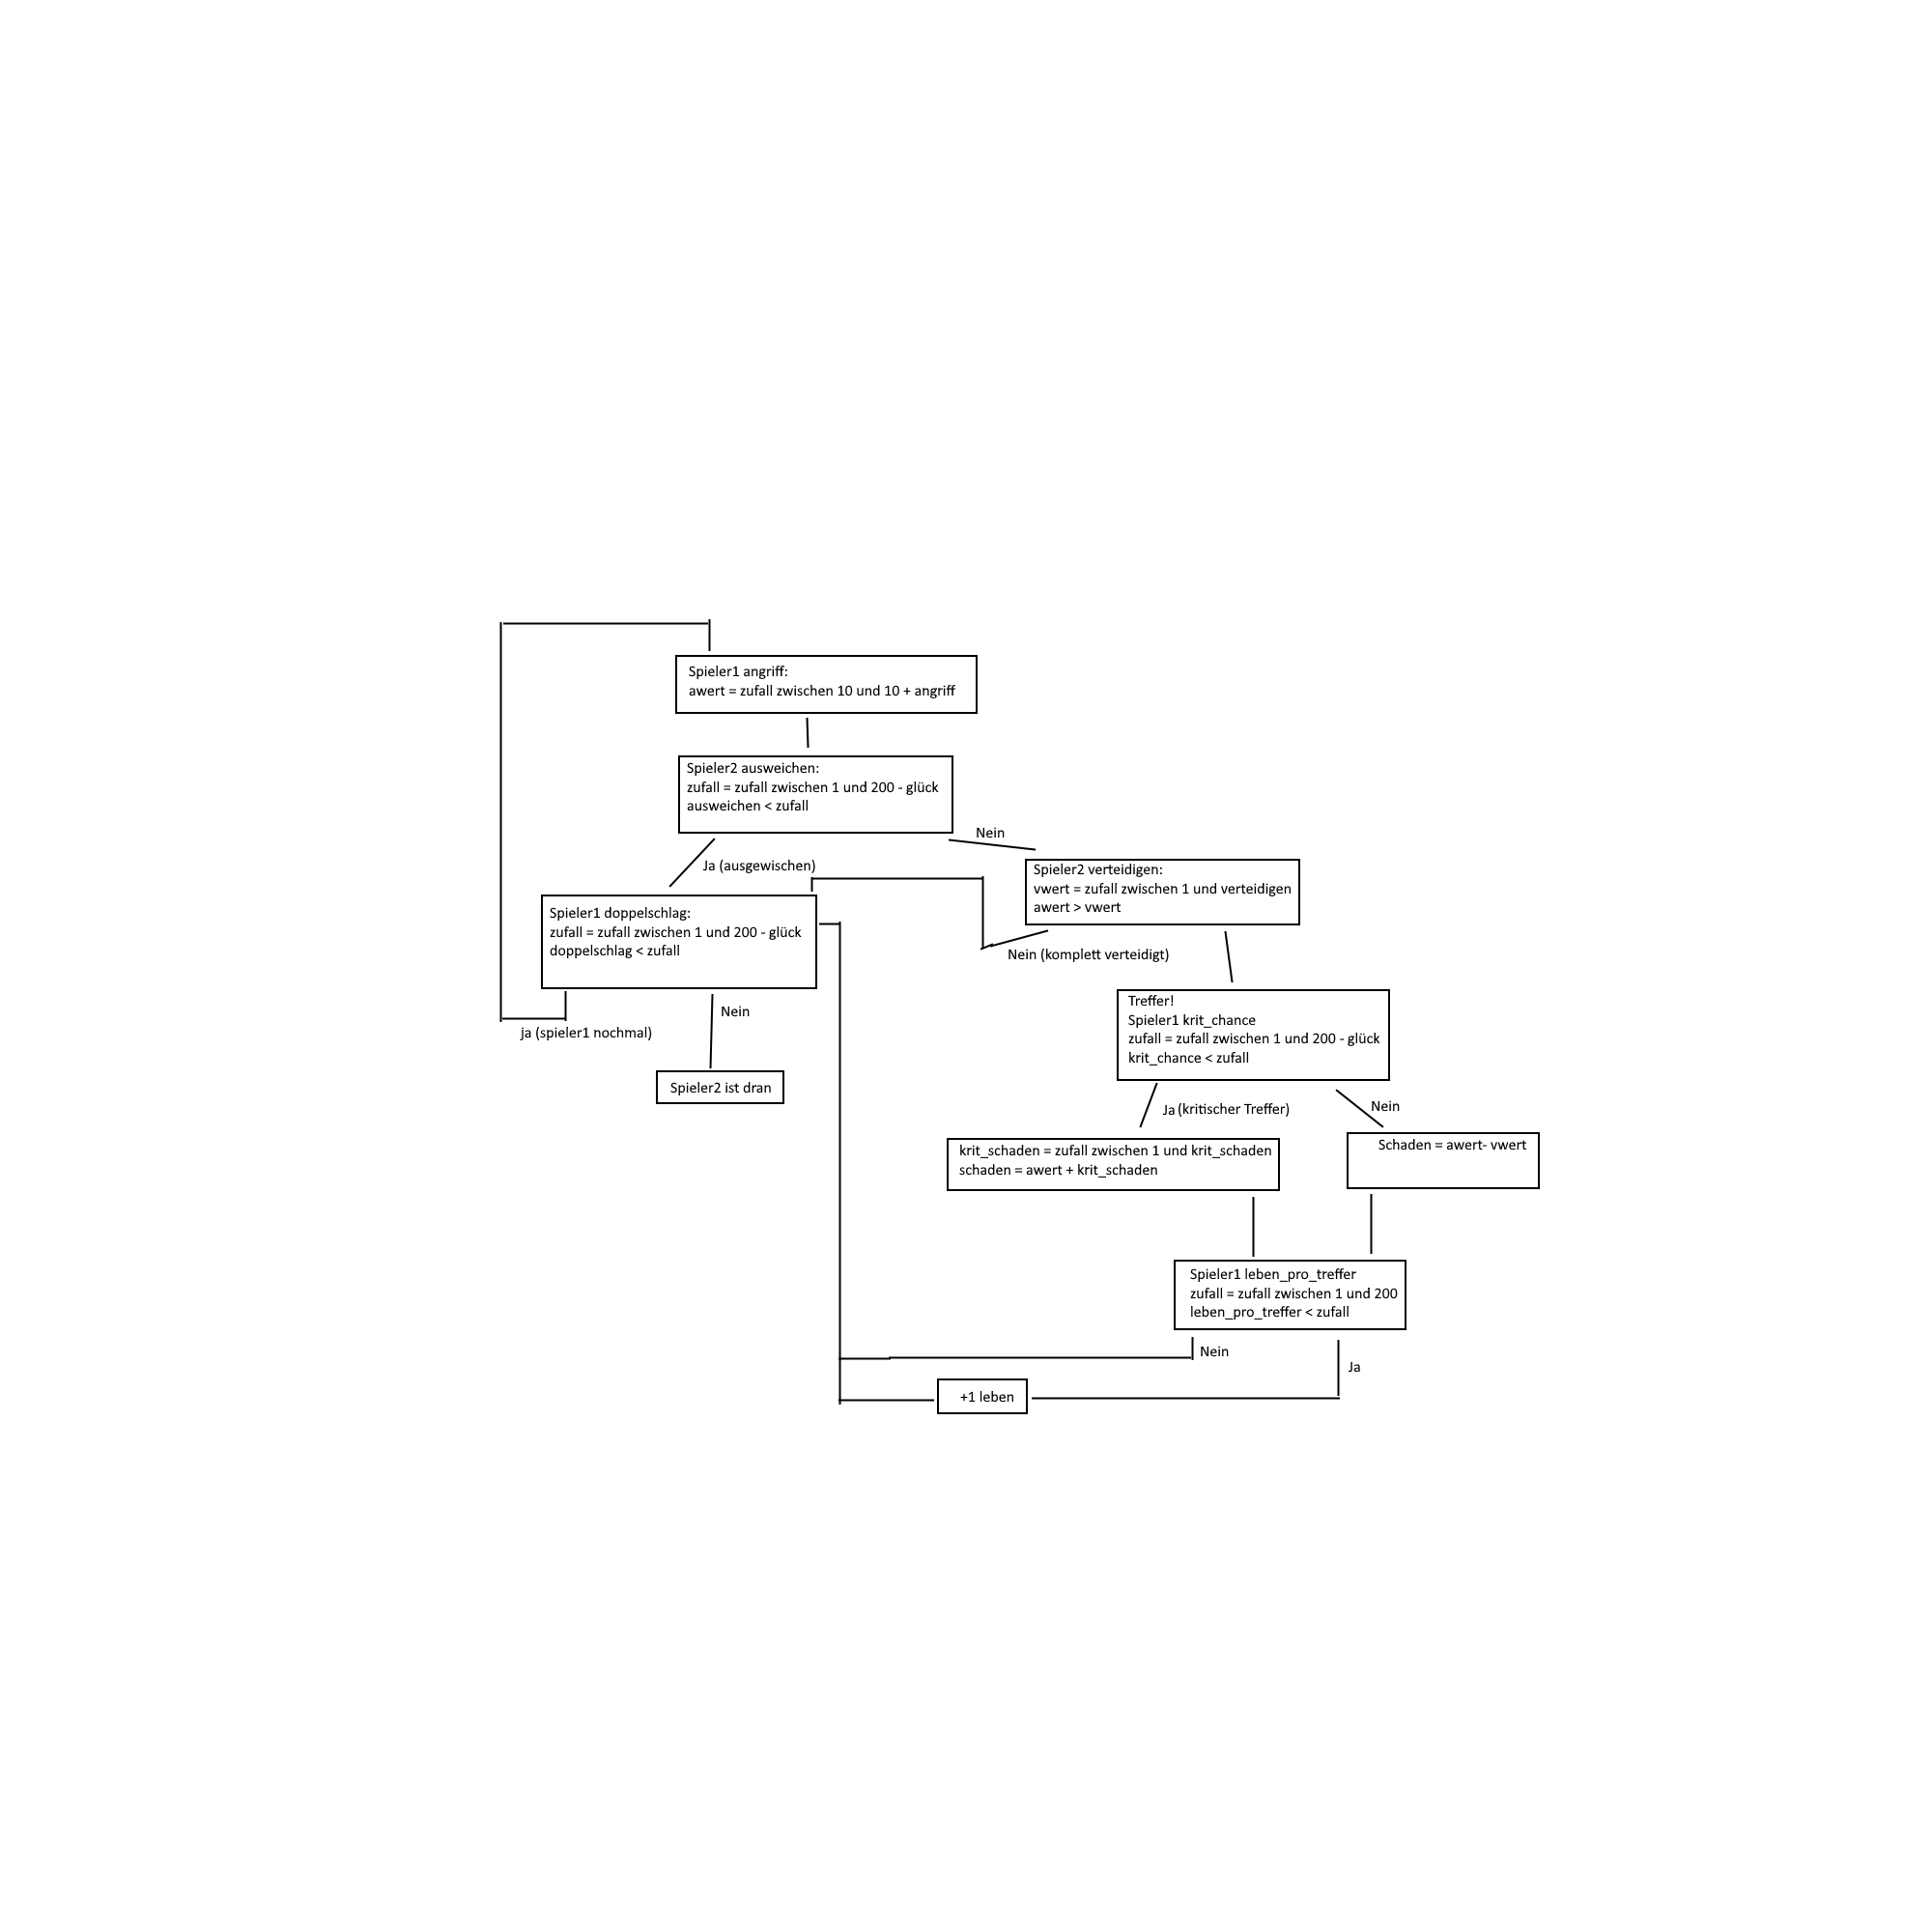 Spieler1 angriff:
awert = zufall zwischen 10 und 10 + angriff
Spieler2 ausweichen:
zufall = zufall zwischen 1 und 200 - glück
ausweichen < zufall
Nein
Ja (ausgewischen)
Spieler2 verteidigen:
vwert = zufall zwischen 1 und verteidigen
awert > vwert
Spieler1 doppelschlag:
zufall = zufall zwischen 1 und 200 - glück
doppelschlag < zufall
Nein (komplett verteidigt)
Nein
ja (spieler1 nochmal)
Treffer!
Spieler1 krit_chance
zufall = zufall zwischen 1 und 200 - glück
krit_chance < zufall
Spieler2 ist dran
Ja (kritischer Treffer)
Nein
krit_schaden = zufall zwischen 1 und krit_schaden
schaden = awert + krit_schaden
Schaden = awert- vwert
Spieler1 leben_pro_treffer
zufall = zufall zwischen 1 und 200
leben_pro_treffer < zufall
Nein
Ja
+1 leben